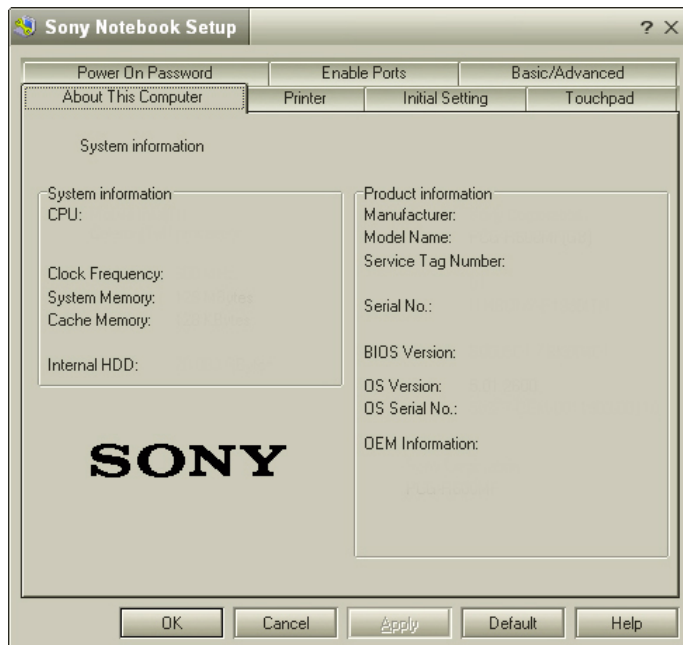 Sony Notebook Setup
Power On Password Enable Ports Basic/Advanced
About This Computer Printer Initial Setting Touchpad
System information
System information
CPU:
Clock Frequency:
System Memory:
Cache Memory:
Internal HDD:
SONY
Product information
Manufacturer:
Model Name:
Service Tag Number:
Serial No.:
BIOS Version:
OS Version:
OS Serial No.:
OEM Information:
OK Cancel Apply Default Help